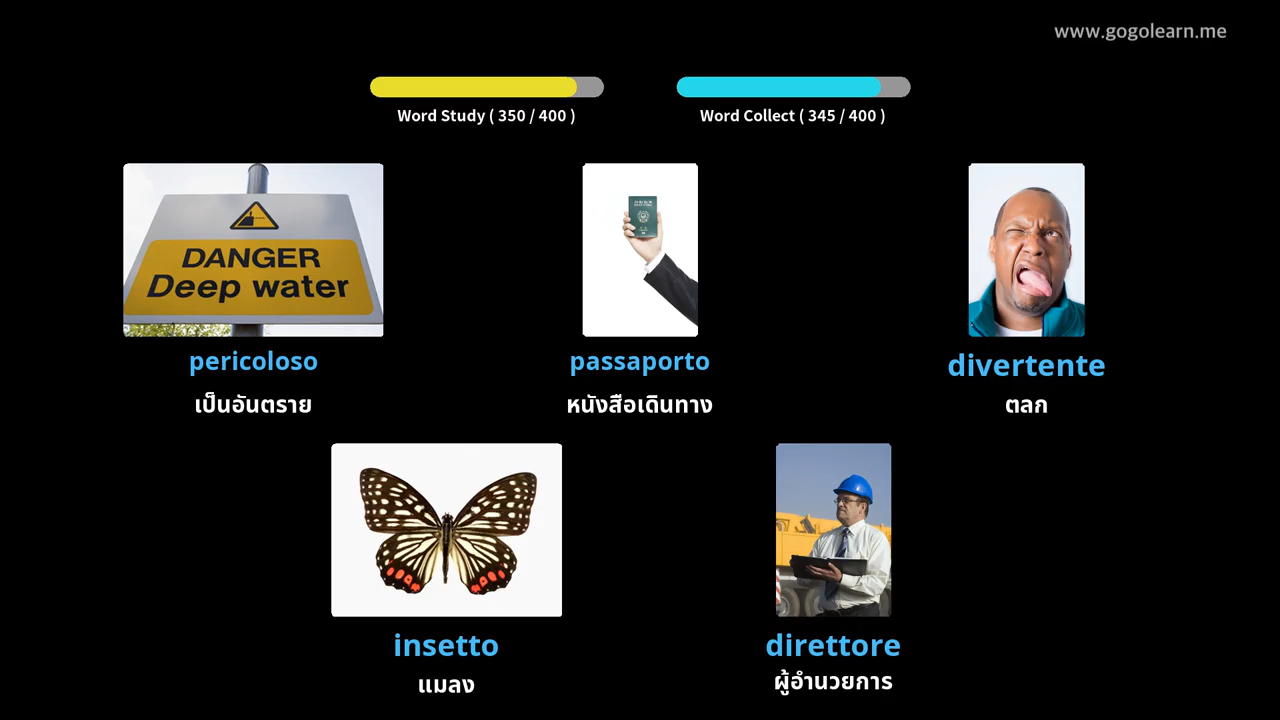 www.gogolearn.me
Word Study ( 350 / 400 )
Word Collect ( 345 / 400 )
DANGER
Deep water
pericoloso
passaporto
divertente
เป็นอันตราย
หนังสือเดินทาง
ตลก
insetto
direttore
แมลง
ผู้อำนวยการ